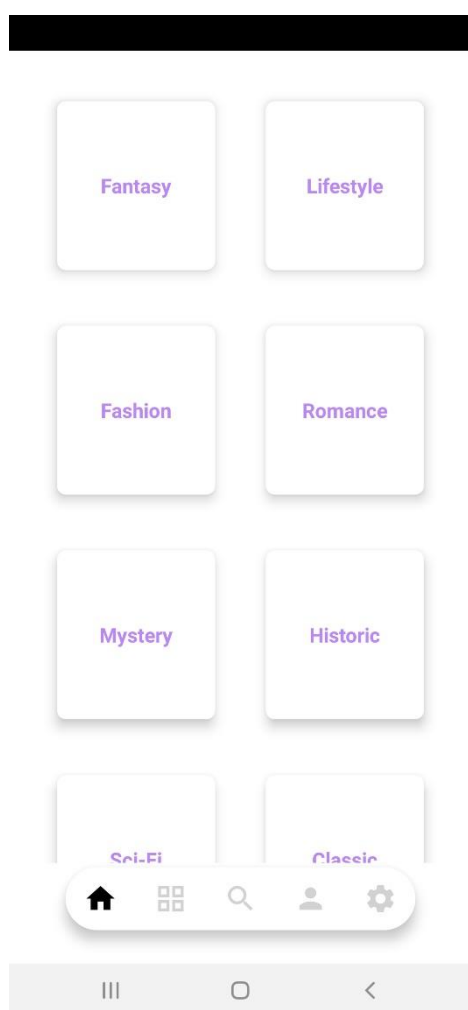 Fantasy
Lifestyle
Fashion
Romance
Mystery
Historic
Sci-Fi
Classic